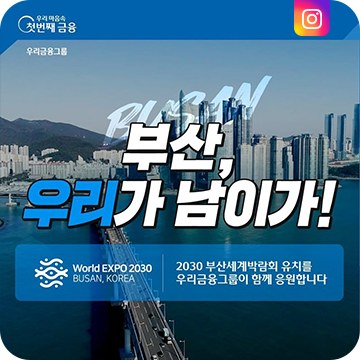 우리 마음속
첫번째 금융
우리금융그룹
BUSAN
부산,
우리가 남이가!
World EXPO 2030
BUSAN, KOREA
2030 부산세계박람회 유치를
우리금융그룹이 함께 응원합니다